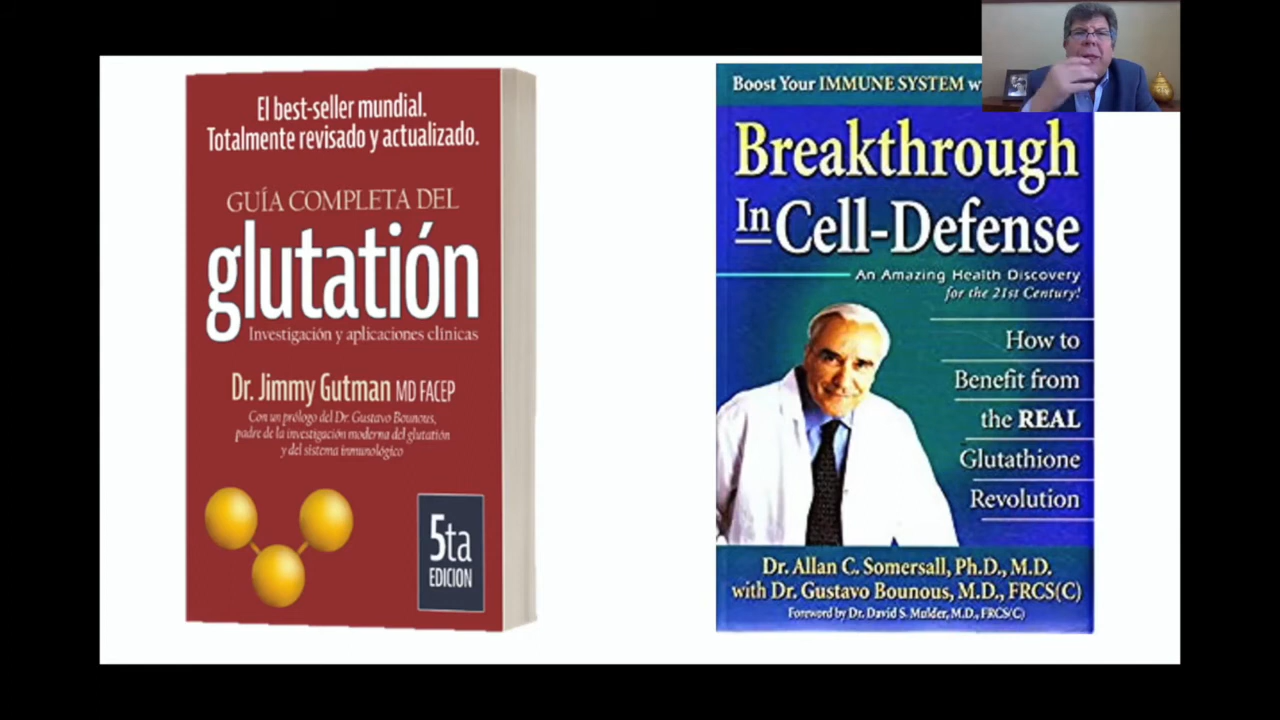 El best-seller mundial.
Totalmente revisado y actualizado.
GUÍA COMPLETA DEL
glutatión
Investigación y aplicaciones clínicas
Dr. Jimmy Gutman MD FACEP
Con un prólogo del Dr. Gustavo Bounous,
padre de la investigación moderna del glutatión
y del sistema inmunológico
5ta
EDICION
Boost Your IMMUNE SYSTEM
Breakthrough
In Cell-Defense
An Amazing Health Discovery
for the 21st Century!
How to
Benefit from
the REAL
Glutathione
Revolution
Dr. Allan C. Somersall, Ph.D., M.D.
with Dr. Gustavo Bounous, M.D., FRCS(C)
Foreword by Dr. David S. Mulder, M.D., FRCS(C)